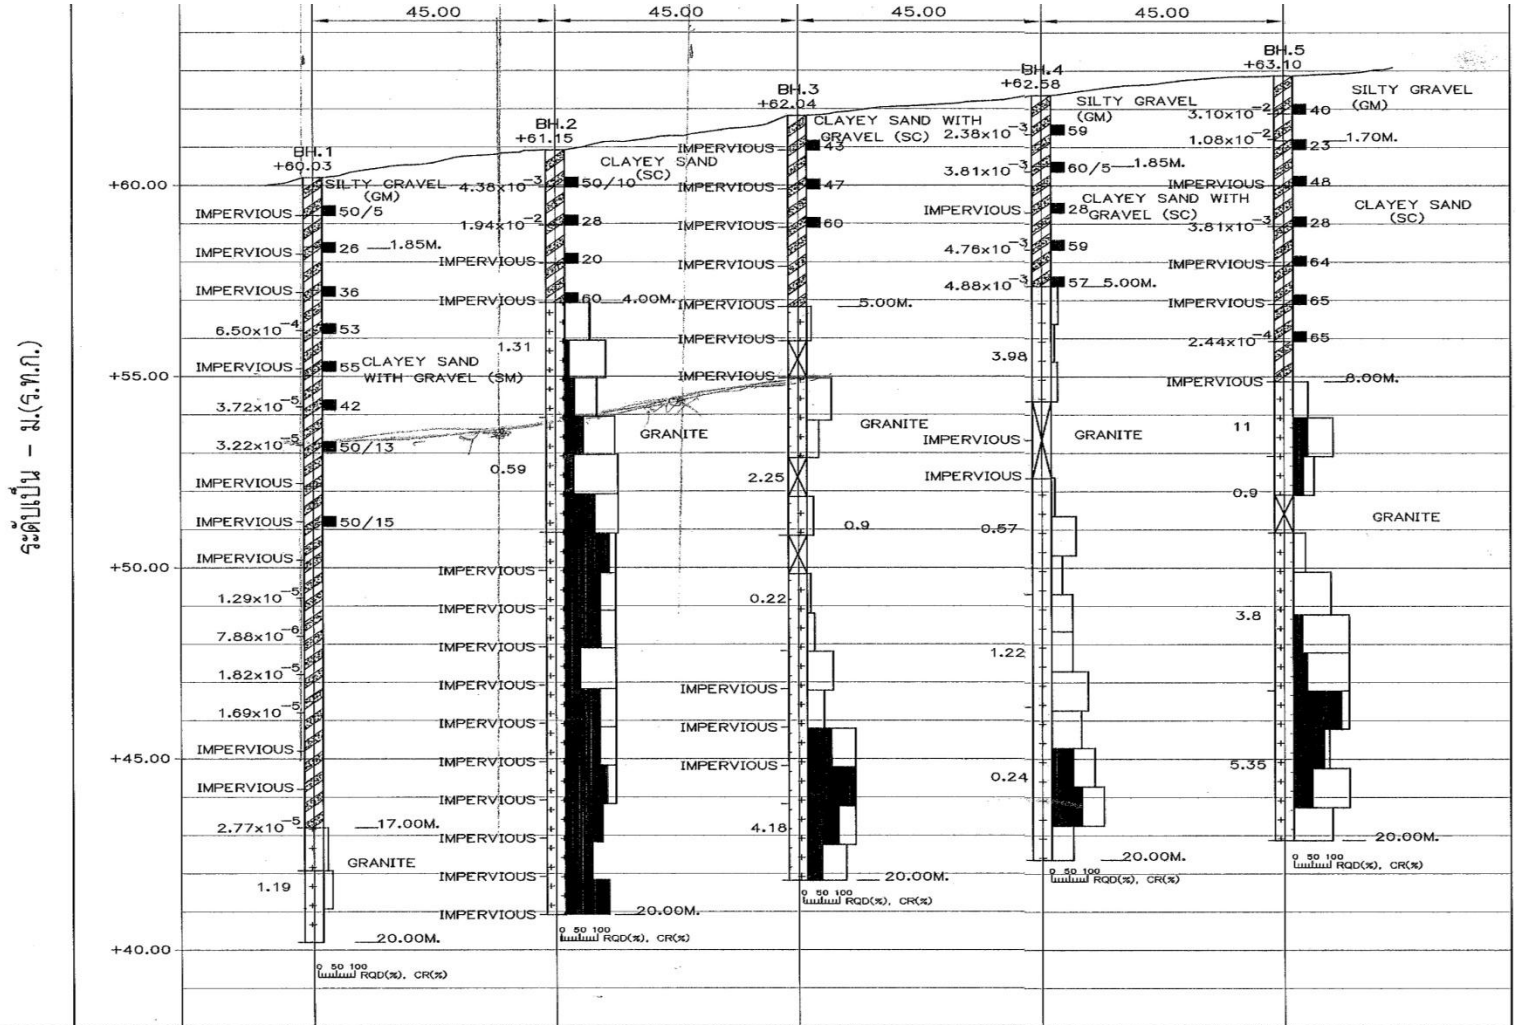 45.00
45.00
45.00
45.00
ระดับเป็น - ม.(ร.ท.ก.)
+60.00
+55.00
+50.00
+45.00
+40.00
BH.1
+60.03
SILTY GRAVEL
(GM)
IMPERVIOUS
50/5
IMPERVIOUS
26
1.85M.
IMPERVIOUS
36
6.50x10-4
53
IMPERVIOUS
55
CLAYEY SAND
WITH GRAVEL (SM)
3.72x10-5
42
3.22x10-5
50/13
IMPERVIOUS
IMPERVIOUS
50/15
IMPERVIOUS
1.29x10-5
7.88x10-6
1.82x10-5
1.69x10-5
IMPERVIOUS
IMPERVIOUS
2.77x10-5
17.00M.
GRANITE
1.19
20.00M.
0 50 100
RQD(%), CR(%)
BH.2
+61.15
CLAYEY SAND
(SC)
4.38x10-3
50/10
1.94x10-2
28
IMPERVIOUS
20
IMPERVIOUS
60
4.00M.
1.31
GRANITE
0.59
IMPERVIOUS
IMPERVIOUS
IMPERVIOUS
IMPERVIOUS
IMPERVIOUS
IMPERVIOUS
IMPERVIOUS
IMPERVIOUS
IMPERVIOUS
IMPERVIOUS
20.00M.
0 50 100
RQD(%), CR(%)
BH.3
+62.04
CLAYEY SAND WITH
GRAVEL (SC)
IMPERVIOUS
43
IMPERVIOUS
47
IMPERVIOUS
60
IMPERVIOUS
IMPERVIOUS
5.00M.
IMPERVIOUS
IMPERVIOUS
GRANITE
2.25
0.9
0.22
IMPERVIOUS
IMPERVIOUS
IMPERVIOUS
4.18
20.00M.
0 50 100
RQD(%), CR(%)
BH.4
+62.58
SILTY GRAVEL
(GM)
2.38x10-3
59
3.81x10-3
60/5
1.85M.
IMPERVIOUS
28
CLAYEY SAND WITH
GRAVEL (SC)
4.76x10-3
59
4.88x10-3
57
5.00M.
3.98
IMPERVIOUS
GRANITE
IMPERVIOUS
0.57
1.22
0.24
20.00M.
0 50 100
RQD(%), CR(%)
BH.5
+63.10
SILTY GRAVEL
(GM)
3.10x10-2
40
1.08x10-2
23
1.70M.
IMPERVIOUS
48
CLAYEY SAND
(SC)
3.81x10-3
28
IMPERVIOUS
64
IMPERVIOUS
65
2.44x10-4
65
IMPERVIOUS
8.00M.
11
0.9
GRANITE
3.8
5.35
20.00M.
0 50 100
RQD(%), CR(%)